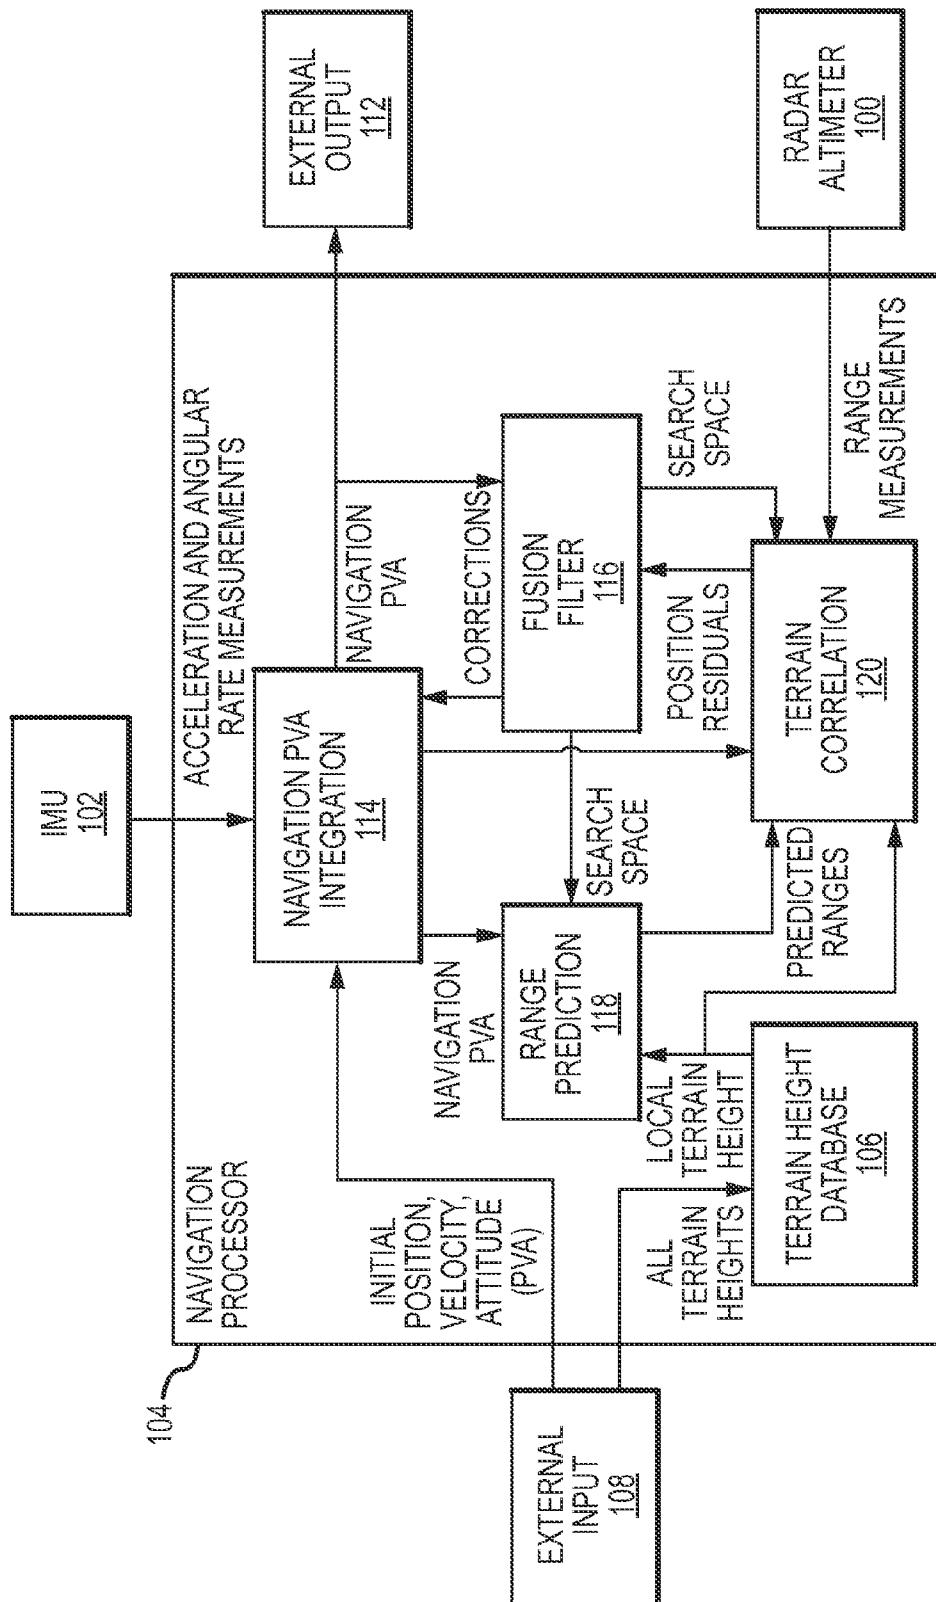 IMU
102
ACCELERATION AND ANGULAR
RATE MEASUREMENTS
NAVIGATION
PROCESSOR
104
EXTERNAL
INPUT
108
INITIAL
POSITION,
VELOCITY,
ATTITUDE
(PVA)
NAVIGATION PVA
INTEGRATION
114
NAVIGATION
PVA
EXTERNAL
OUTPUT
112
NAVIGATION
PVA
CORRECTIONS
RANGE
PREDICTION
118
SEARCH
SPACE
FUSION
FILTER
116
SEARCH
SPACE
ALL
TERRAIN
HEIGHTS
LOCAL
TERRAIN
HEIGHT
PREDICTED
RANGES
POSITION
RESIDUALS
RANGE
MEASUREMENTS
TERRAIN HEIGHT
DATABASE
106
TERRAIN
CORRELATION
120
RADAR
ALTIMETER
100